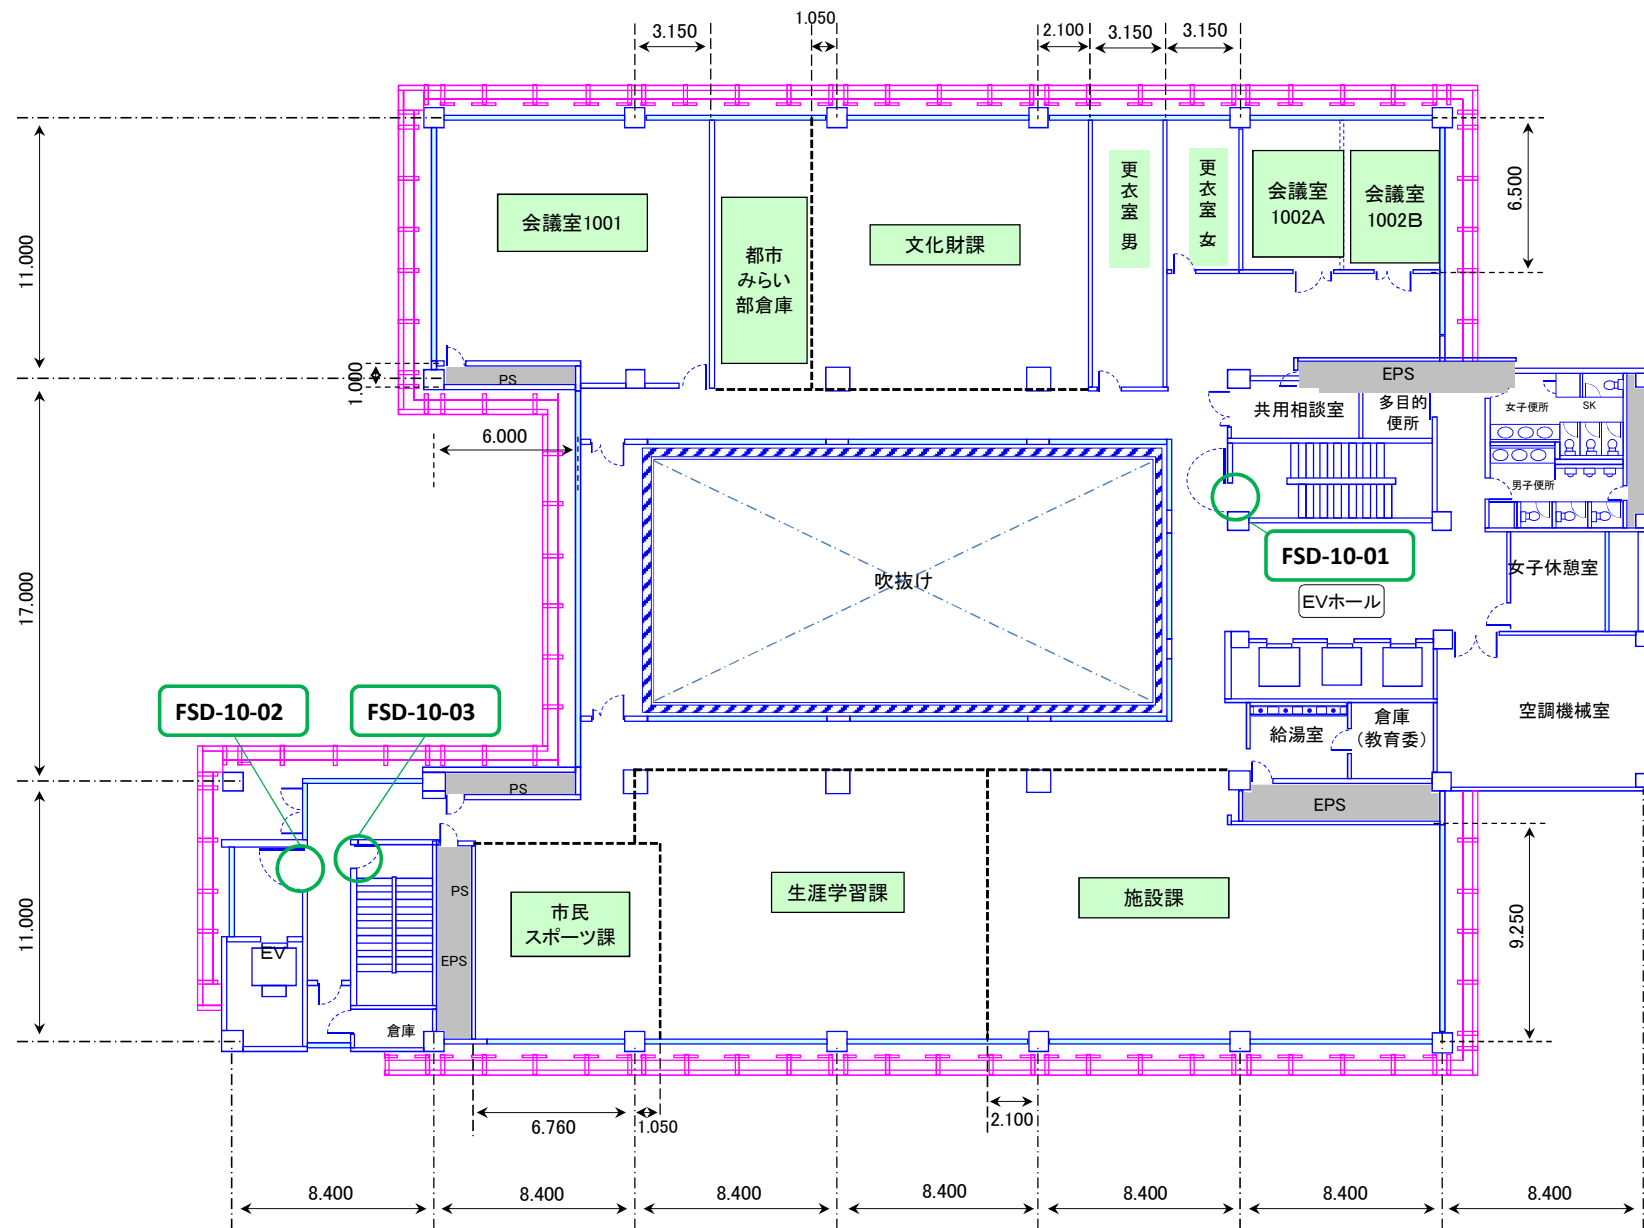 1.050
3.150
2.100
3.150
3.150
11.000
会議室1001
都市
みらい
部倉庫
文化財課
更衣室 男
更衣室 女
会議室
1002A
会議室
1002B
6.500
1.000
PS
EPS
共用相談室
多目的
便所
女子便所
SK
男子便所
6.000
17.000
吹抜け
FSD-10-01
EVホール
女子休憩室
FSD-10-02
FSD-10-03
給湯室
倉庫
(教育委)
空調機械室
PS
EPS
11.000
PS
EPS
EV
倉庫
市民
スポーツ課
生涯学習課
施設課
9.250
6.760
1.050
2.100
8.400
8.400
8.400
8.400
8.400
8.400
8.400